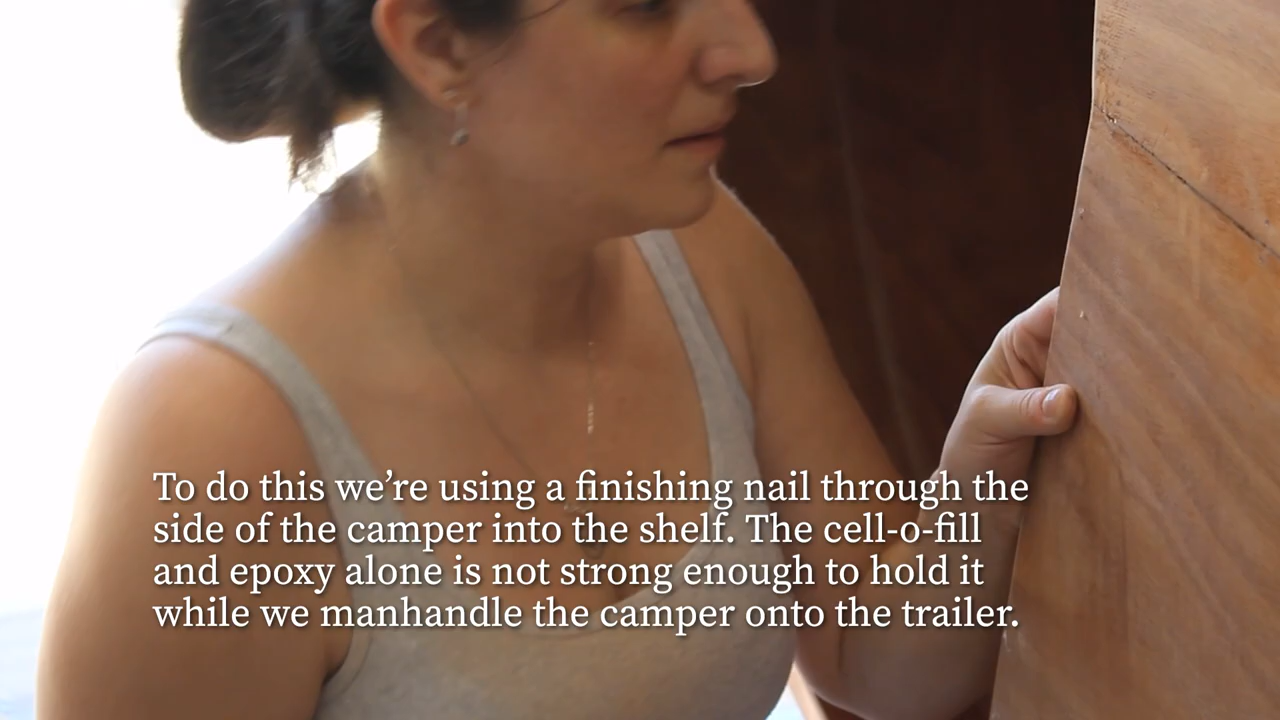 To do this we’re using a finishing nail through the
side of the camper into the shelf. The cell-o-fill
and epoxy alone is not strong enough to hold it
while we manhandle the camper onto the trailer.